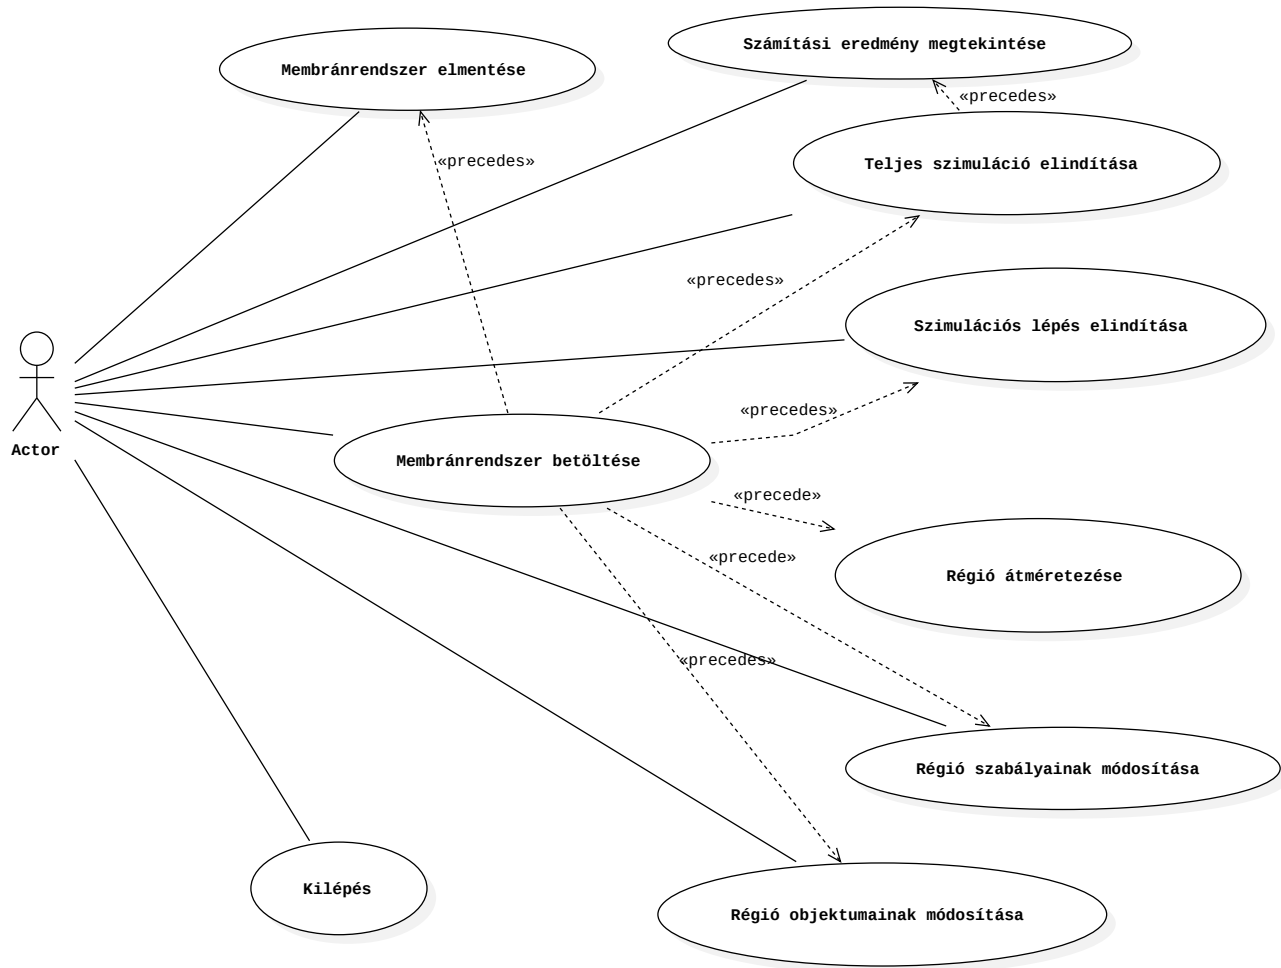 Számítási eredmény megtekintése
Membránrendszer elmentése
«precedes»
«precedes»
Teljes szimuláció elindítása
«precedes»
Szimulációs lépés elindítása
«precedes»
Actor
Membránrendszer betöltése
«precede»
«precede»
Régió átméretezése
«precedes»
Régió szabályainak módosítása
Kilépés
Régió objektumainak módosítása